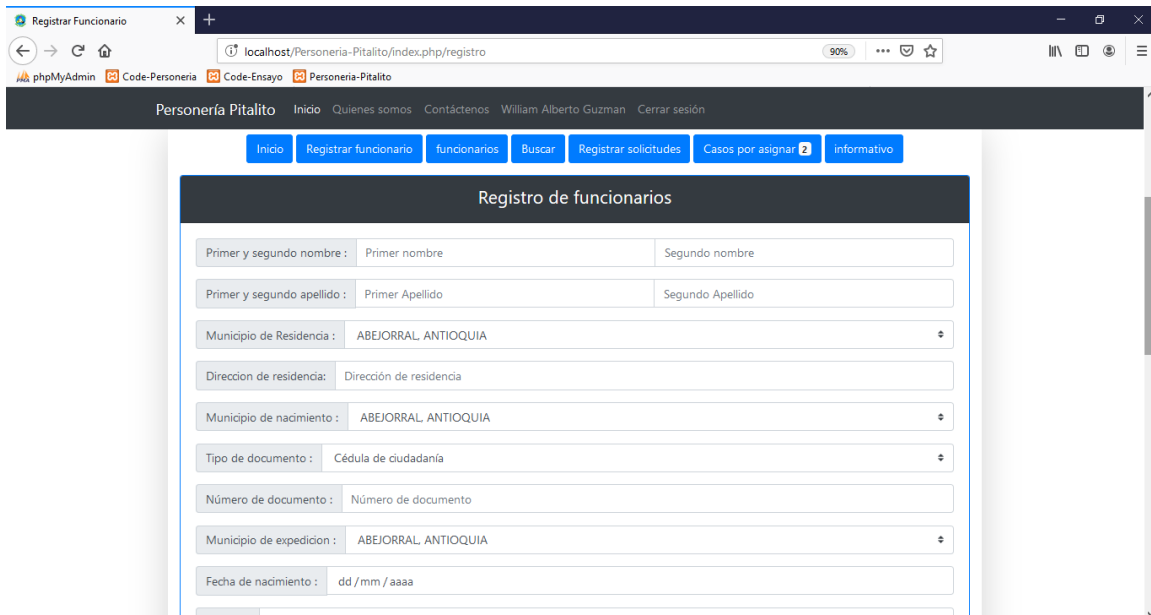 Registrar Funcionario
localhost/Personeria-Pitalito/index.php/registro 90%
phpMyAdmin Code-Personeria Code-Ensayo Personeria-Pitalito
Personería Pitalito Inicio Quienes somos Contáctenos William Alberto Guzman Cerrar sesión
Inicio Registrar funcionario funcionarios Buscar Registrar solicitudes Casos por asignar 2 informativo
Registro de funcionarios
Primer y segundo nombre : Primer nombre Segundo nombre
Primer y segundo apellido : Primer Apellido Segundo Apellido
Municipio de Residencia : ABEJORRAL, ANTIOQUIA
Direccion de residencia: Dirección de residencia
Municipio de nacimiento : ABEJORRAL, ANTIOQUIA
Tipo de documento : Cédula de ciudadanía
Número de documento : Número de documento
Municipio de expedicion : ABEJORRAL, ANTIOQUIA
Fecha de nacimiento : dd / mm / aaaa